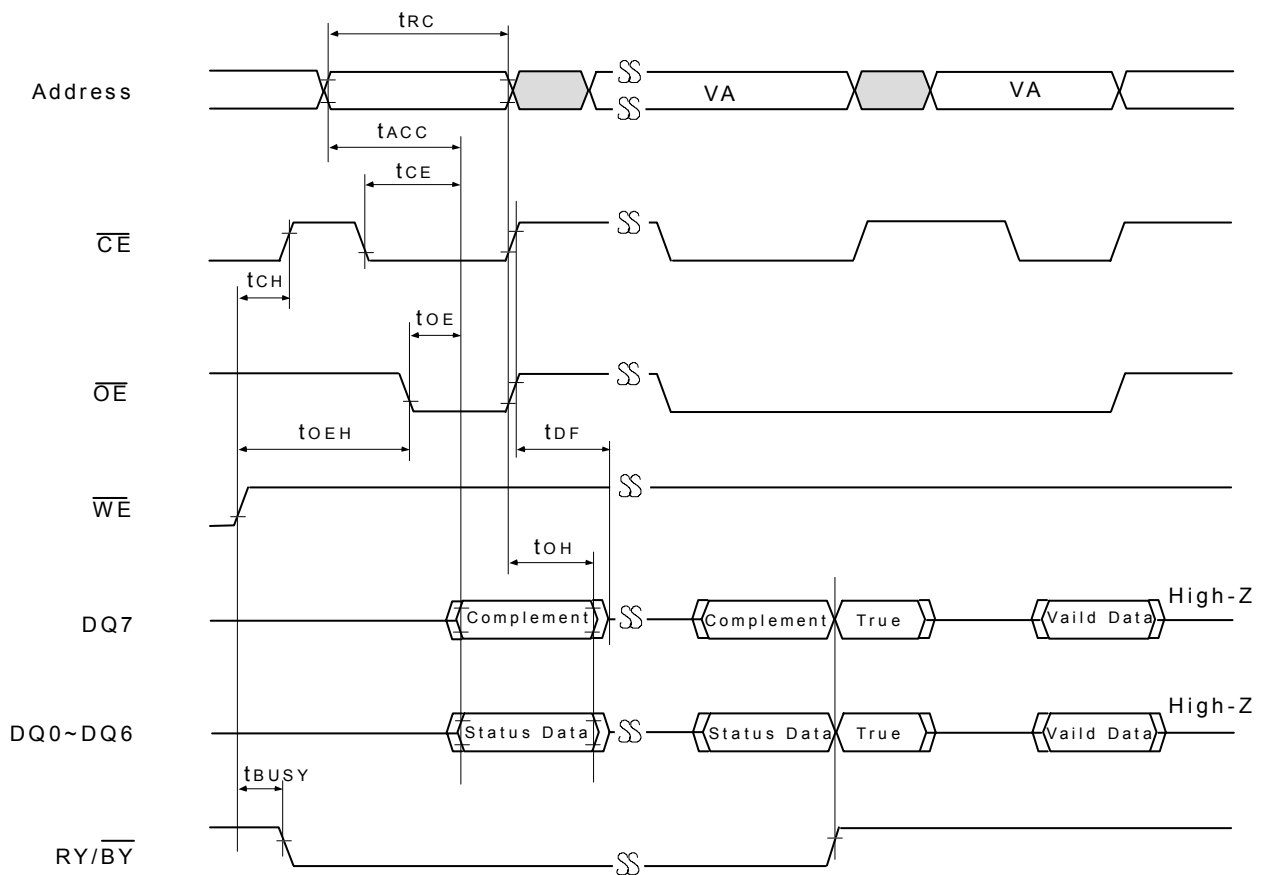 tRC
Address
VA
VA
tACC
tCE
CE
tCH
tOE
OE
tOEH
tDF
WE
tOH
DQ7
Complement
Complement
True
Vaild Data
High-Z
DQ0~DQ6
Status Data
Status Data
True
Vaild Data
High-Z
tBUSY
RY/BY